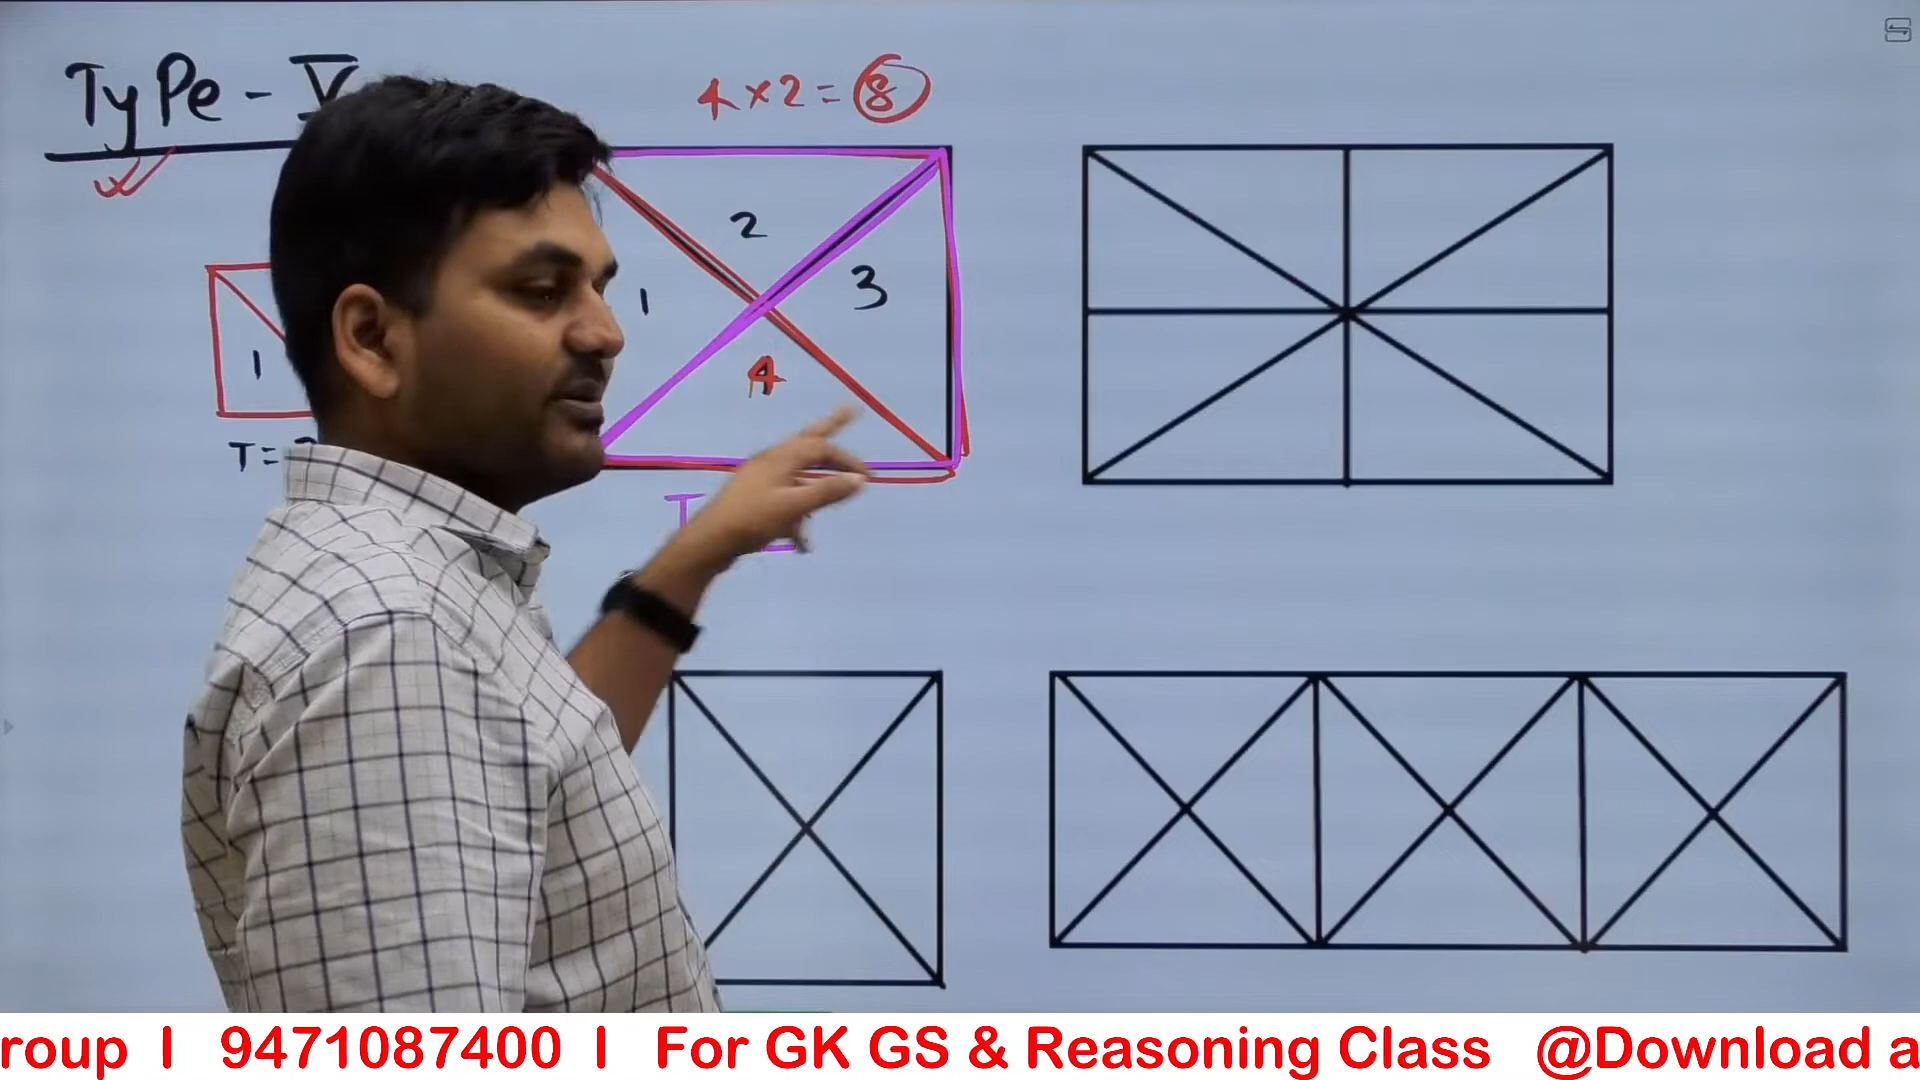 TyPe - V
4 x 2 = 8
2
1
3
1
4
T =
T
roup I 9471087400 I For GK GS & Reasoning Class @Download a